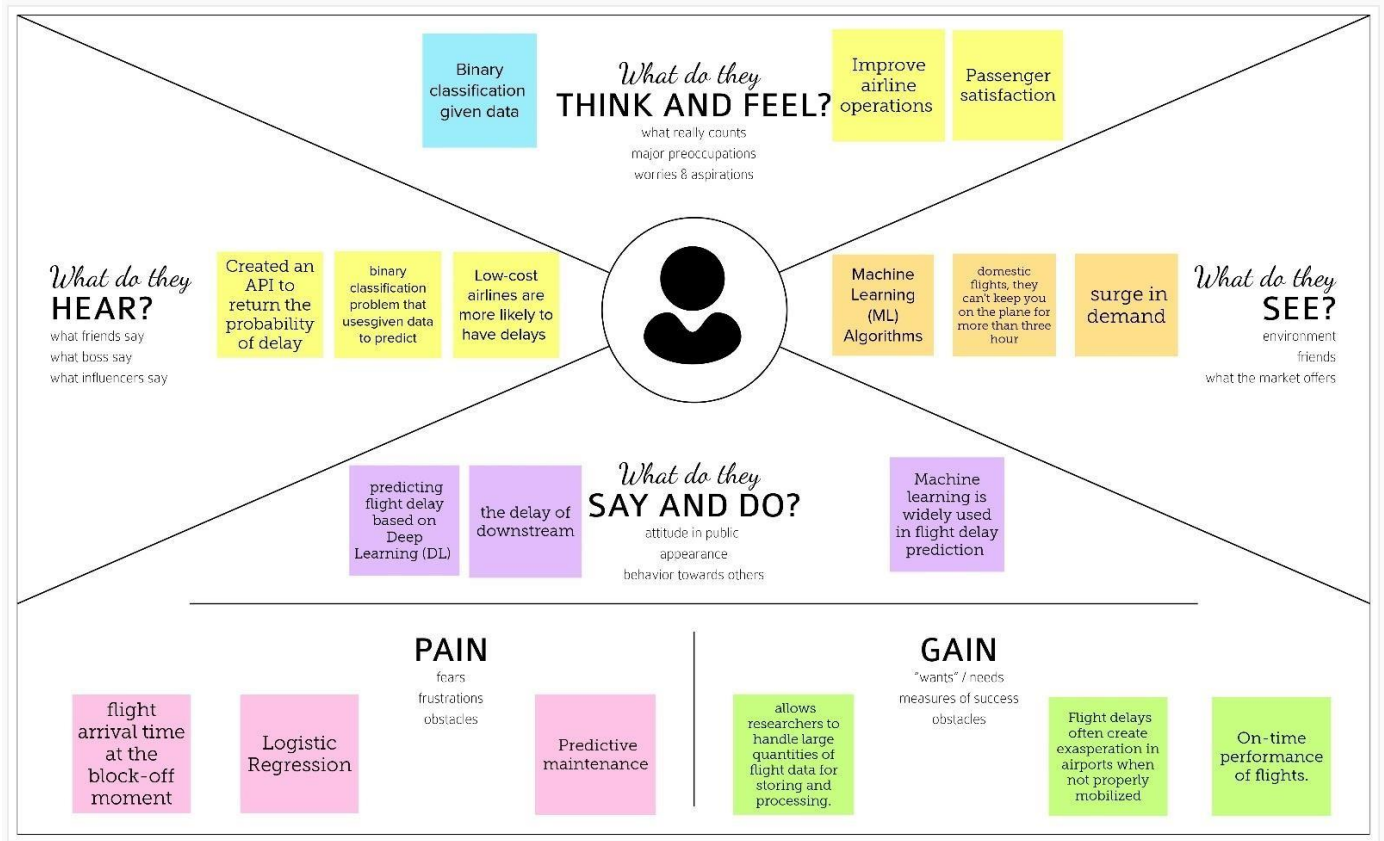 Binary
classification
given data
What do they
THINK AND FEEL?
what really counts
major preoccupations
worries & aspirations
Improve
airline
operations
Passenger
satisfaction
What do they
HEAR?
what friends say
what boss say
what influencers say
Created an
API to
return the
probability
of delay
binary
classification
problem that
usesgiven data
to predict
Low-cost
airlines are
more likely to
have delays
Machine
Learning
(ML)
Algorithms
domestic
flights, they
can't keep you
on the plane for
more than three
hour
surge in
demand
What do they
SEE?
environment
friends
what the market offers
predicting
flight delay
based on
Deep
Learning (DL)
the delay of
downstream
What do they
SAY AND DO?
attitude in public
appearance
behavior towards others
Machine
learning is
widely used
in flight delay
prediction
PAIN
fears
frustrations
obstacles
flight
arrival time
at the
block-off
moment
Logistic
Regression
Predictive
maintenance
GAIN
"wants" / needs
measures of success
obstacles
allows
researchers to
handle large
quantities of
flight data for
storing and
processing.
Flight delays
often create
exasperation in
airports when
not properly
mobilized
On-time
performance
of flights.